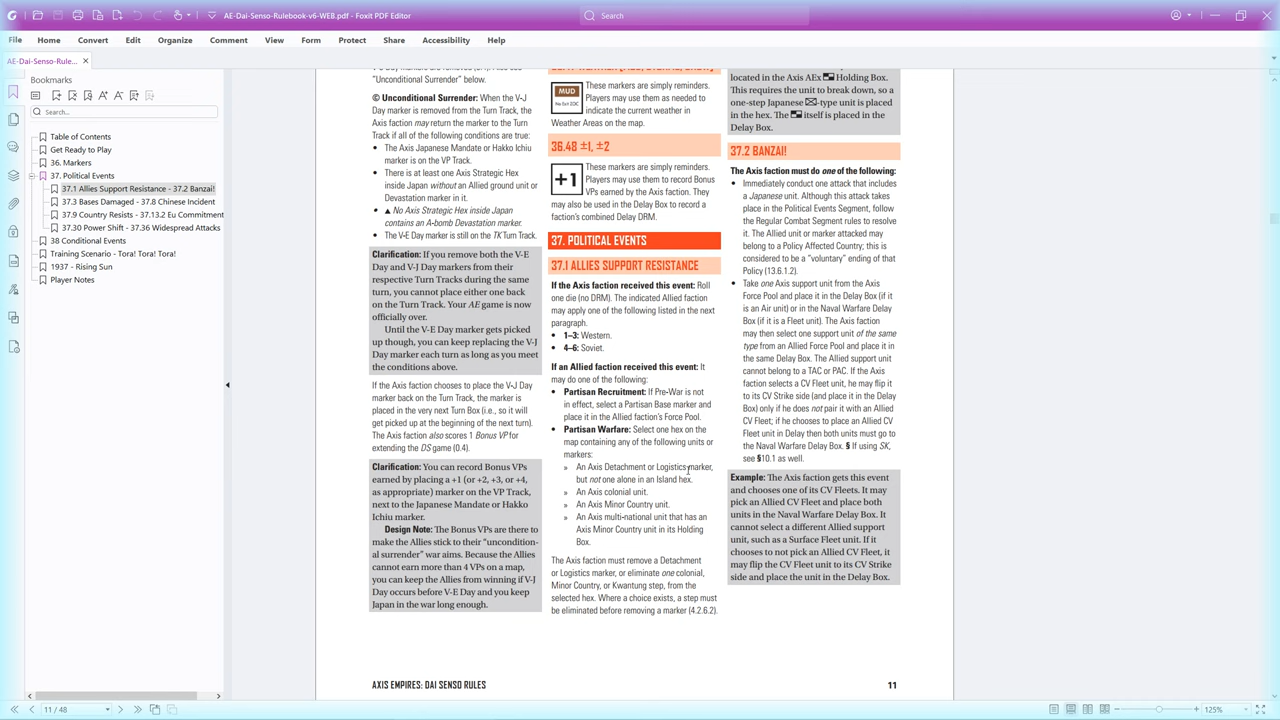 AE-Dai-Senso-Rulebook-v6-WEB.pdf - Foxit PDF Editor
Search
File Home Convert Edit Organize Comment View Form Protect Share Accessibility Help
AE-Dai-Senso-Rule...
Bookmarks
Search...
Table of Contents
Get Ready to Play
36. Markers
37. Political Events
37.1 Allies Support Resistance - 37.2 Banzai!
37.3 Bases Damaged - 37.8 Chinese Incident
37.9 Country Resists - 37.13.2 Eu Commitment
37.30 Power Shift - 37.36 Widespread Attacks
38 Conditional Events
Training Scenario - Tora! Tora! Tora!
1937 - Rising Sun
Player Notes
"Unconditional Surrender" below.
© Unconditional Surrender: When the V-J
Day marker is removed from the Turn Track, the
Axis faction may return the marker to the Turn
Track if all of the following conditions are true:
• The Axis Japanese Mandate or Hakko Ichiu
marker is on the VP Track.
• There is at least one Axis Strategic Hex
inside Japan without an Allied ground unit or
Devastation marker in it.
• ▲ No Axis Strategic Hex inside Japan
contains an A-bomb Devastation marker.
• The V-E Day marker is still on the TK Turn Track.
Clarification: If you remove both the V-E
Day and V-J Day markers from their
respective Turn Tracks during the same
turn, you cannot place either one back
on the Turn Track. Your AE game is now
officially over.
Until the V-E Day marker gets picked
up though, you can keep replacing the V-J
Day marker each turn as long as you meet
the conditions above.
If the Axis faction chooses to place the V-J Day
marker back on the Turn Track, the marker is
placed in the very next Turn Box (i.e., so it will
get picked up at the beginning of the next turn).
The Axis faction also scores 1 Bonus VP for
extending the DS game (0.4).
Clarification: You can record Bonus VPs
earned by placing a +1 (or +2, +3, or +4,
as appropriate) marker on the VP Track,
next to the Japanese Mandate or Hakko
Ichiu marker.
Design Note: The Bonus VPs are there to
make the Allies stick to their "uncondition-
al surrender" war aims. Because the Allies
cannot earn more than 4 VPs on a map,
you can keep the Allies from winning if V-J
Day occurs before V-E Day and you keep
Japan in the war long enough.
MUD
No Exit ZOC
These markers are simply reminders.
Players may use them as needed to
indicate the current weather in
Weather Areas on the map.
36.48 ±1, ±2
+1
These markers are simply reminders.
Players may use them to record Bonus
VPs earned by the Axis faction. They
may also be used in the Delay Box to record a
faction's combined Delay DRM.
37. POLITICAL EVENTS
37.1 ALLIES SUPPORT RESISTANCE
If the Axis faction received this event: Roll
one die (no DRM). The indicated Allied faction
may apply one of the following listed in the next
paragraph.
• 1–3: Western.
• 4–6: Soviet.
If an Allied faction received this event: It
may do one of the following:
• Partisan Recruitment: If Pre-War is not
in effect, select a Partisan Base marker and
place it in the Allied faction's Force Pool.
• Partisan Warfare: Select one hex on the
map containing any of the following units or
markers:
» An Axis Detachment or Logistics marker,
but not one alone in an Island hex.
» An Axis colonial unit.
» An Axis Minor Country unit.
» An Axis multi-national unit that has an
Axis Minor Country unit in its Holding
Box.
The Axis faction must remove a Detachment
or Logistics marker, or eliminate one colonial,
Minor Country, or Kwantung step, from the
selected hex. Where a choice exists, a step must
be eliminated before removing a marker (4.2.6.2).
located in the Axis AEx Holding Box.
This requires the unit to break down, so a
one-step Japanese -type unit is placed
in the hex. The itself is placed in the
Delay Box.
37.2 BANZAI!
The Axis faction must do one of the following:
• Immediately conduct one attack that includes
a Japanese unit. Although this attack takes
place in the Political Events Segment, follow
the Regular Combat Segment rules to resolve
it. The Allied unit or marker attacked may
belong to a Policy Affected Country; this is
considered to be a "voluntary" ending of that
Policy (13.6.1.2).
• Take one Axis support unit from the Axis
Force Pool and place it in the Delay Box (if it
is an Air unit) or in the Naval Warfare Delay
Box (if it is a Fleet unit). The Axis faction
may then select one support unit of the same
type from an Allied Force Pool and place it in
the same Delay Box. The Allied support unit
cannot belong to a TAC or PAC. If the Axis
faction selects a CV Fleet unit, he may flip it
to its CV Strike side (and place it in the Delay
Box) only if he does not pair it with an Allied
CV Fleet; if he chooses to place an Allied CV
Fleet unit in Delay then both units must go to
the Naval Warfare Delay Box. § If using SK,
see §10.1 as well.
Example: The Axis faction gets this event
and chooses one of its CV Fleets. It may
pick an Allied CV Fleet and place both
units in the Naval Warfare Delay Box. It
cannot select a different Allied support
unit, such as a Surface Fleet unit. If it
chooses to not pick an Allied CV Fleet, it
may flip the CV Fleet unit to its CV Strike
side and place the unit in the Delay Box.
AXIS EMPIRES: DAI SENSO RULES
11
11 / 48
125%